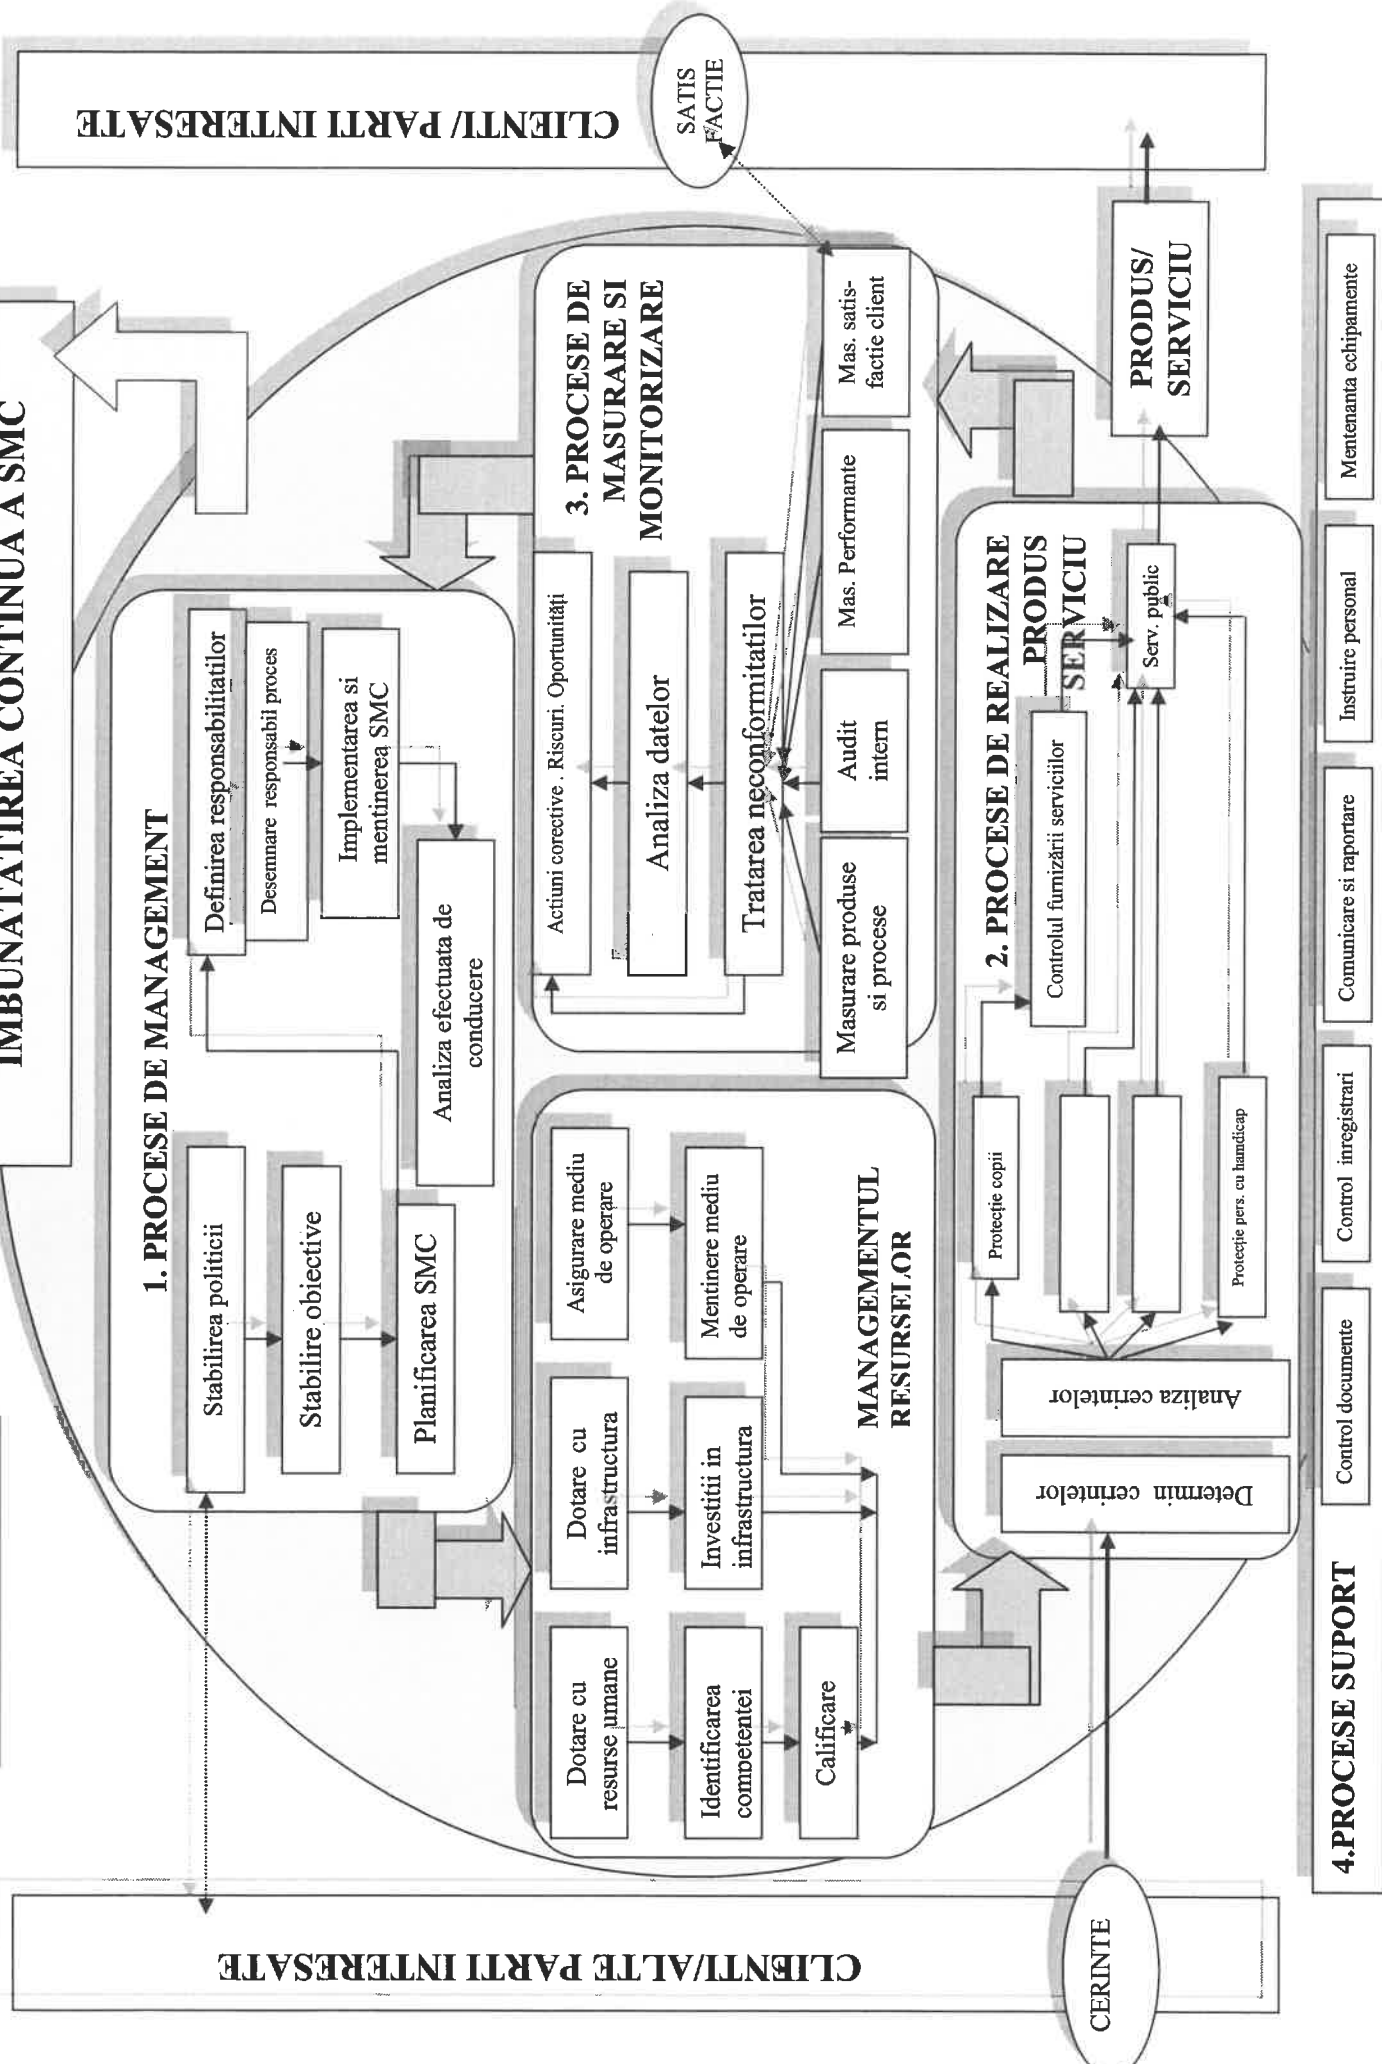 IMBUNATATIREA CONTINUA A SMC
CLIENTI/ALTE PARTI INTERESATE
CERINTE
1. PROCESE DE MANAGEMENT
Stabilirea politicii
Stabilire obiective
Planificarea SMC
Definirea responsabilitatilor
Desemnare responsabil proces
Implementarea si
mentinerea SMC
Analiza efectuata de
conducere
Dotare cu
resurse umane
Identificarea
competentei
Calificare
Dotare cu
infrastructura
Investitii in
infrastructura
Asigurare mediu
de operare
Mentinere mediu
de operare
MANAGEMENTUL
RESURSELOR
3. PROCESE DE
MASURARE SI
MONITORIZARE
Actiuni corective . Riscuri. Oportunităţi
Analiza datelor
Tratarea neconformitatilor
Masurare produse
si procese
Audit
intern
Mas. Performante
Mas. satis-
factie client
2. PROCESE DE REALIZARE
PRODUS
SERVICIU
Determin cerintelor
Analiza cerintelor
Protecţie copii
Protecţie pers. cu hamdicap
Controlul furnizării serviciilor
Serv. public
PRODUS/
SERVICIU
CLIENTI/ PARTI INTERESATE
SATIS
FACTIE
4.PROCESE SUPORT
Control documente
Control inregistrari
Comunicare si raportare
Instruire personal
Mentenanta echipamente